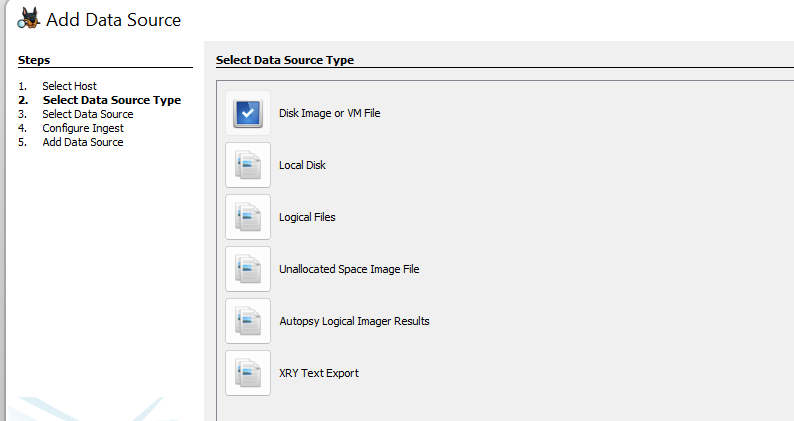 Add Data Source
Steps
1. Select Host
2. Select Data Source Type
3. Select Data Source
4. Configure Ingest
5. Add Data Source
Select Data Source Type
Disk Image or VM File
Local Disk
Logical Files
Unallocated Space Image File
Autopsy Logical Imager Results
XRY Text Export